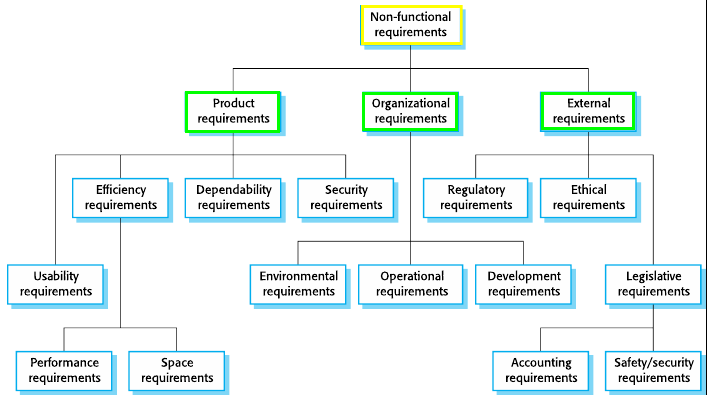 Non-functional
requirements
Product
requirements
Organizational
requirements
External
requirements
Efficiency
requirements
Dependability
requirements
Security
requirements
Regulatory
requirements
Ethical
requirements
Usability
requirements
Environmental
requirements
Operational
requirements
Development
requirements
Legislative
requirements
Performance
requirements
Space
requirements
Accounting
requirements
Safety/security
requirements